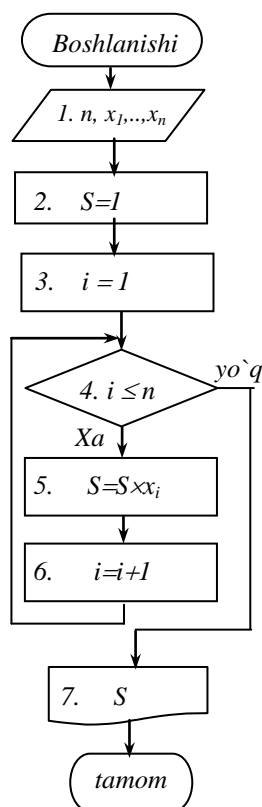 Boshlanishi
1. n, x₁,..,xₙ
2. S=1
3. i = 1
4. i ≤ n
yo`q
Xa
5. S=S×xᵢ
6. i=i+1
7. S
tamom